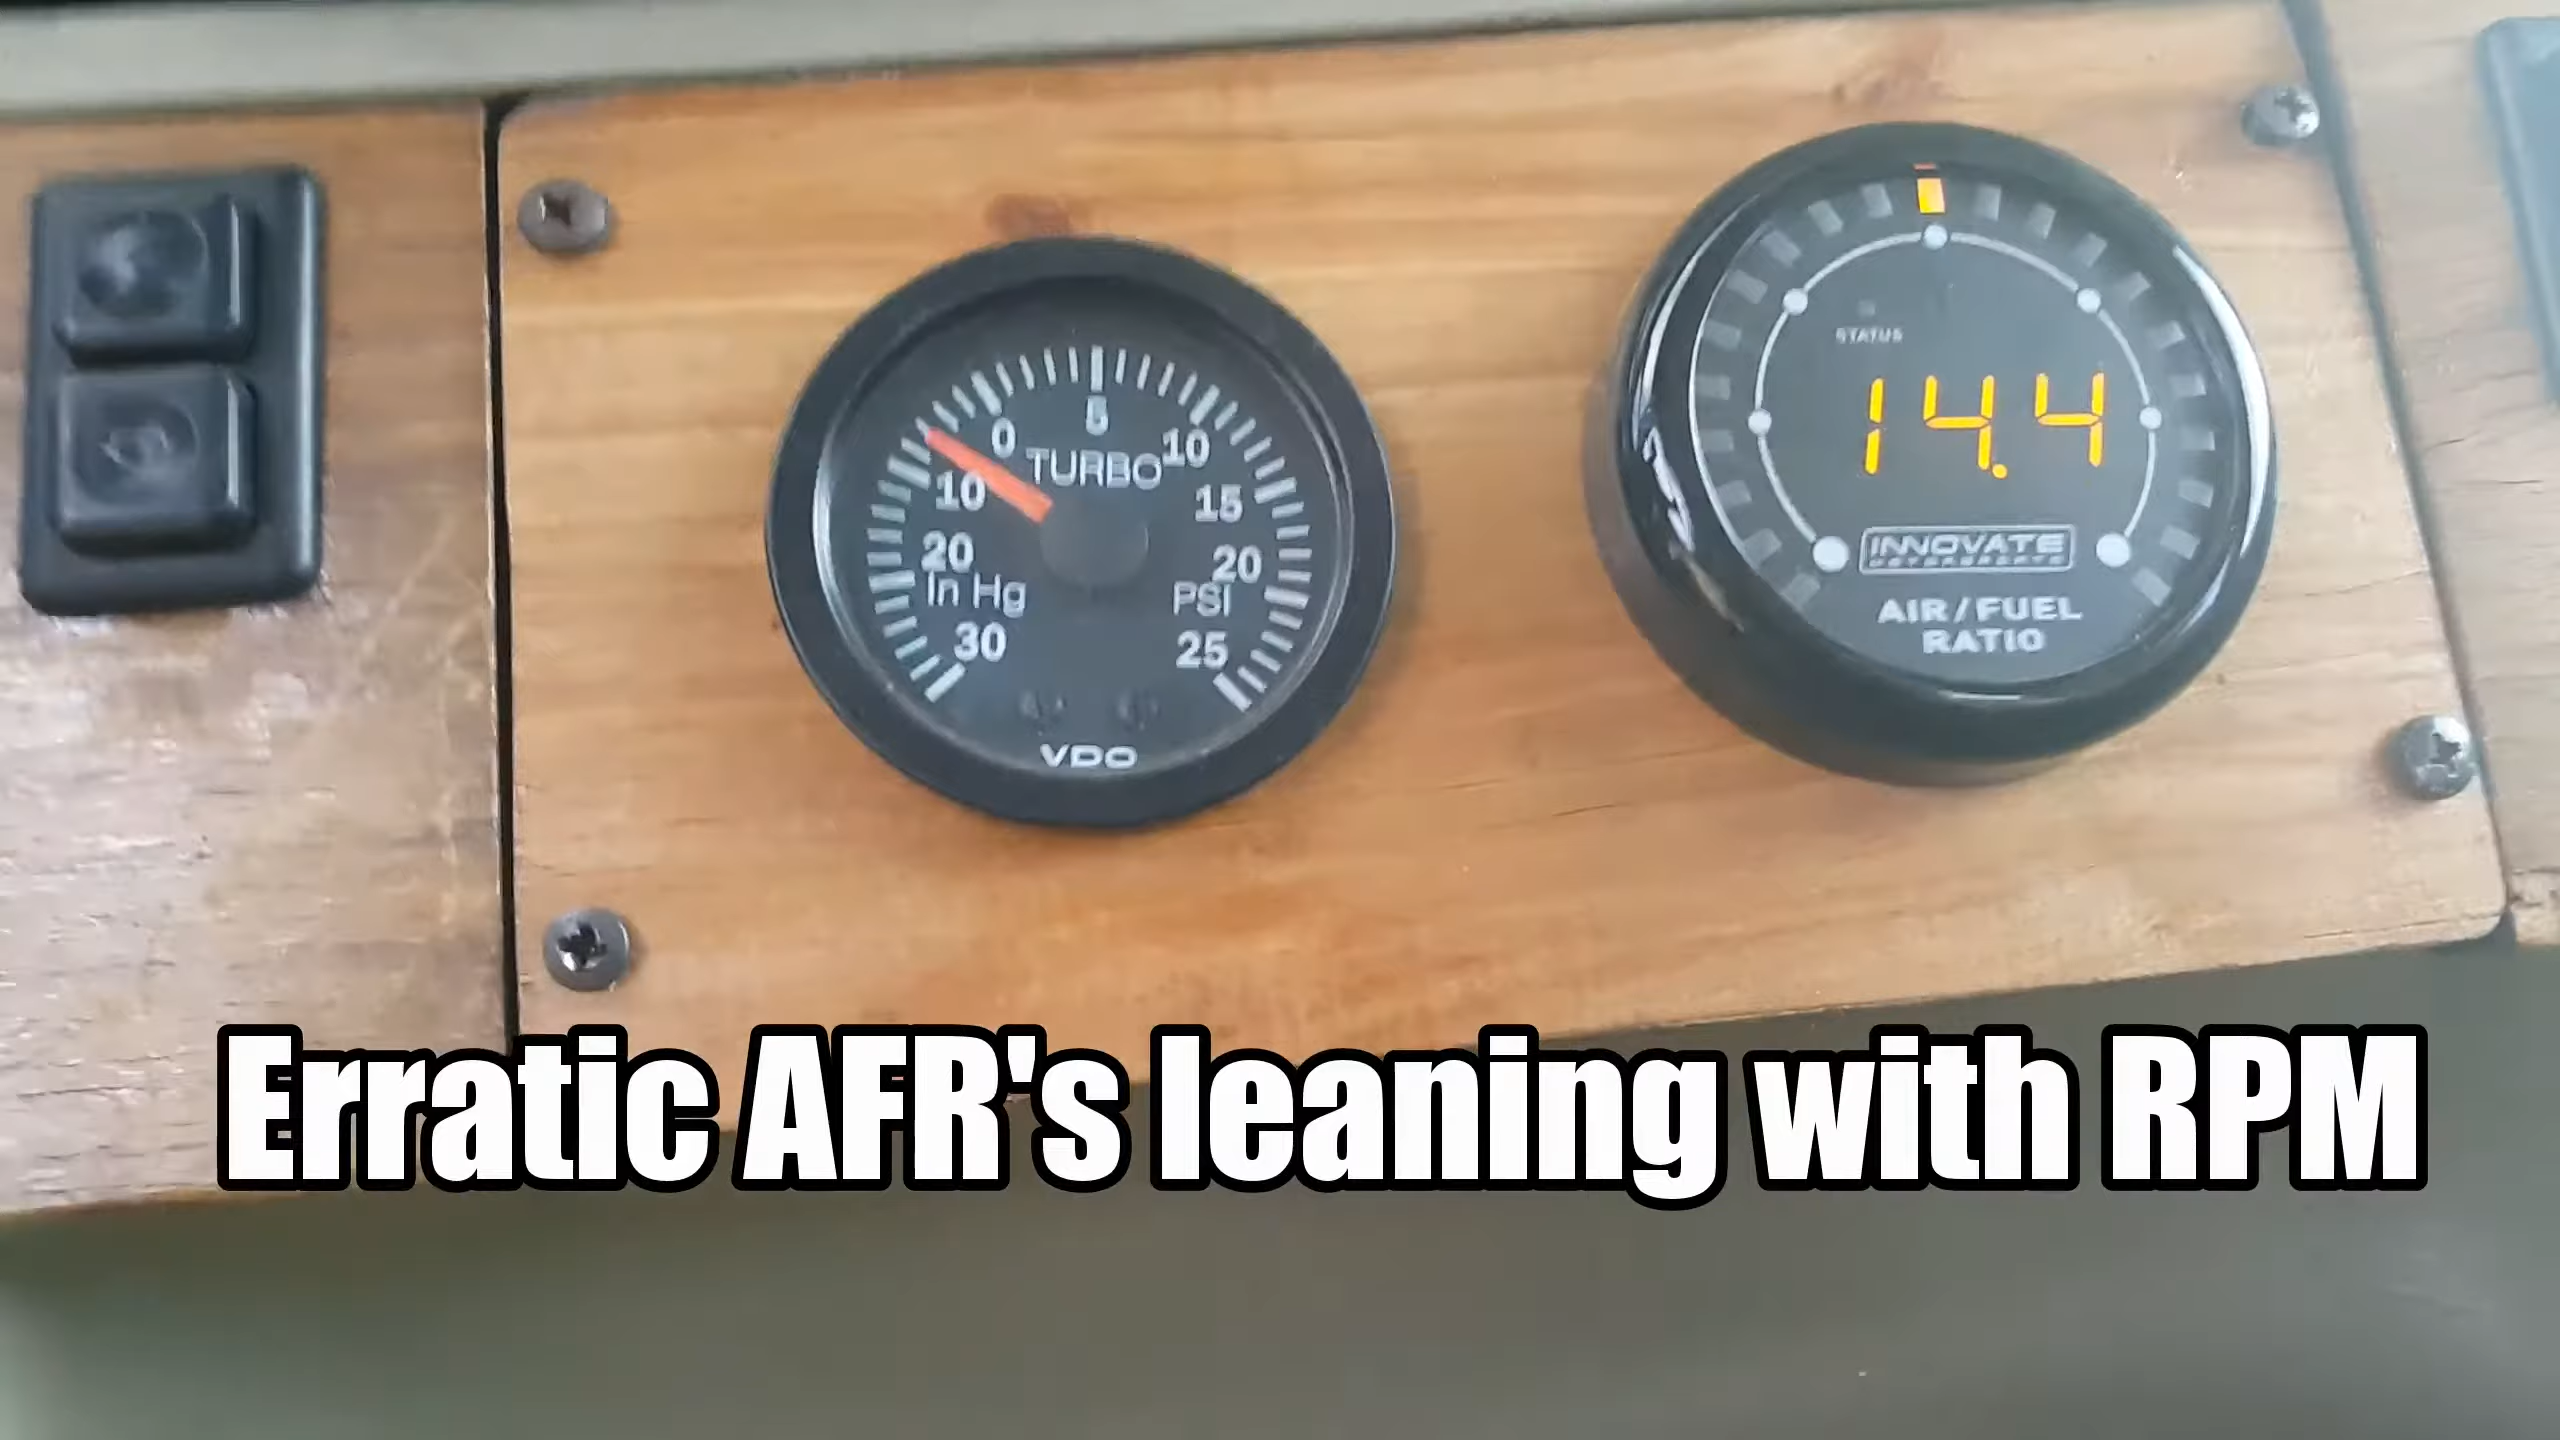 0
5
10
15
20
25
PSI
TURBO
10
20
In Hg
30
VDO
STATUS
14.4
INNOVATE
MOTORSPORTS
AIR/FUEL
RATIO
Erratic AFR's leaning with RPM